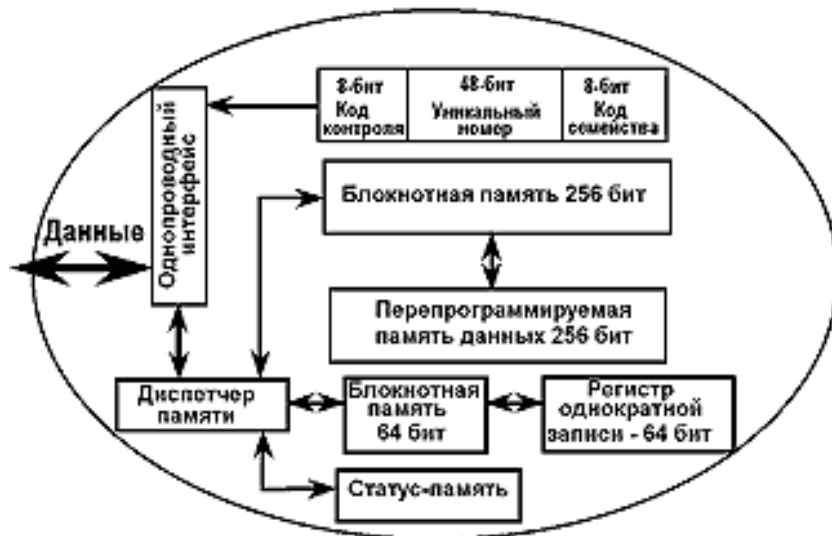 8-бит
Код
контроля
48-бит
Уникальный
номер
8-бит
Код
семейства
Однопроводный
интерфейс
Данные
Блокнотная память 256 бит
Перепрограммируемая
память данных 256 бит
Диспетчер
памяти
Блокнотная
память
64 бит
Регистр
однократной
записи - 64 бит
Статус-память